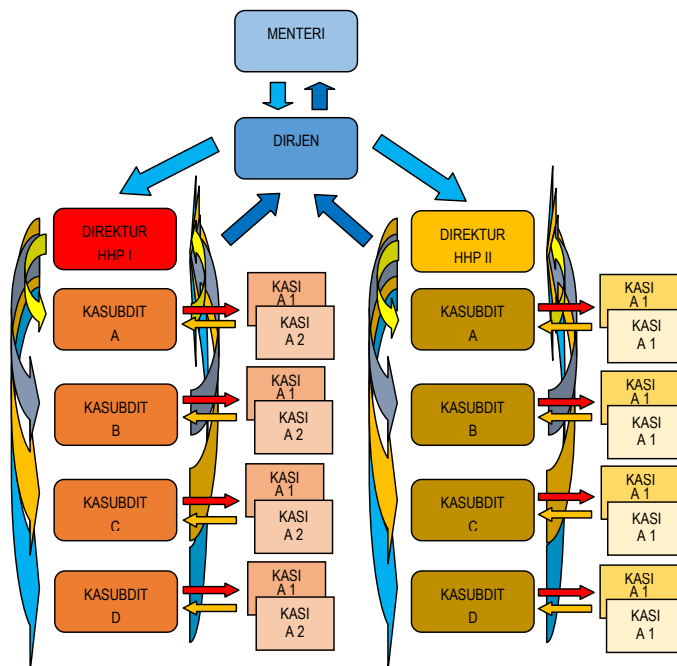 MENTERI
DIRJEN
DIREKTUR
HHP I
KASUBDIT
A
KASI
A 1
KASI
A 2
KASUBDIT
B
KASI
A 1
KASI
A 2
KASUBDIT
C
KASI
A 1
KASI
A 2
KASUBDIT
D
KASI
A 1
KASI
A 2
DIREKTUR
HHP II
KASUBDIT
A
KASI
A 1
KASI
A 1
KASUBDIT
B
KASI
A 1
KASI
A 1
KASUBDIT
C
KASI
A 1
KASI
A 1
KASUBDIT
D
KASI
A 1
KASI
A 1